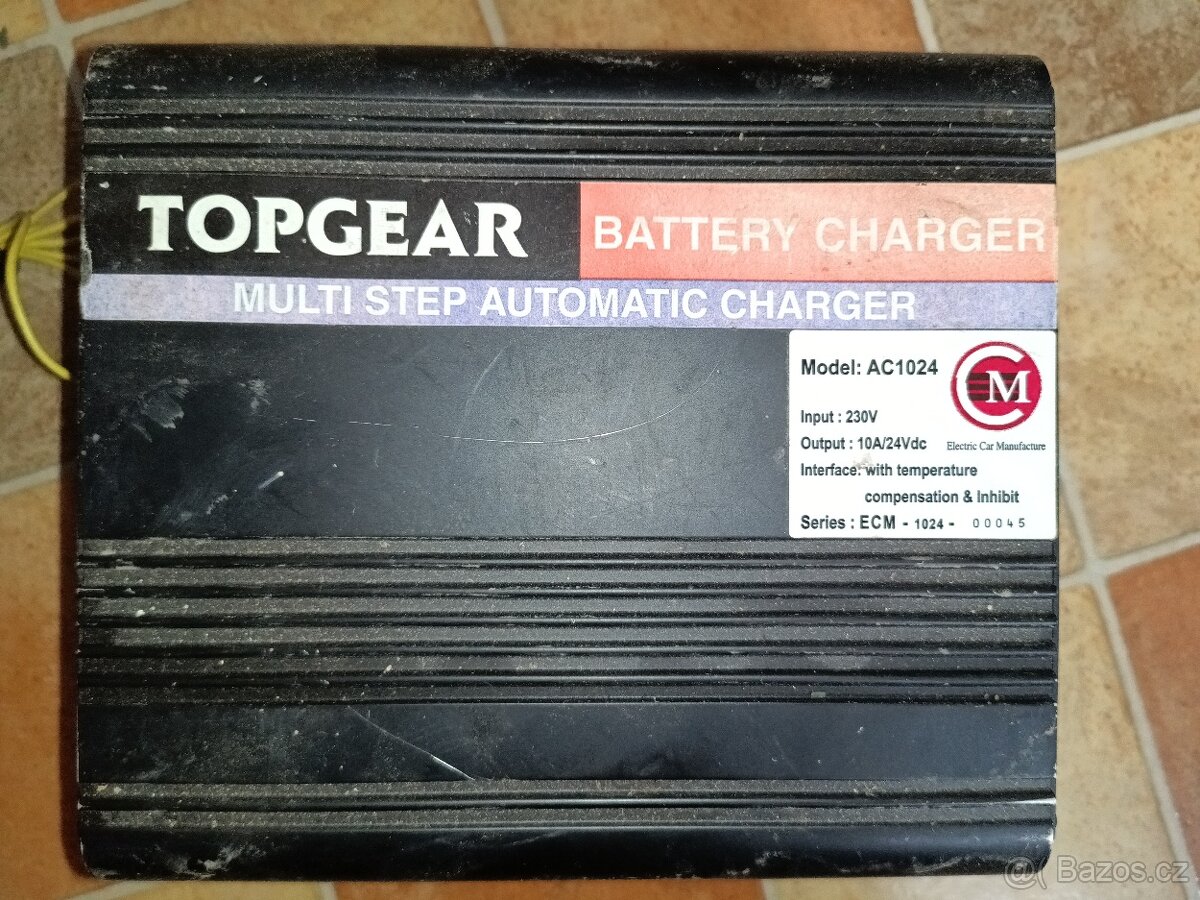 TOPGEAR
BATTERY CHARGER
MULTI STEP AUTOMATIC CHARGER
Model: AC1024
CM
Input : 230V
Output : 10A/24Vdc
Electric Car Manufacture
Interface: with temperature
compensation & Inhibit
Series : ECM - 1024 - 00045
@ Bazos.cz